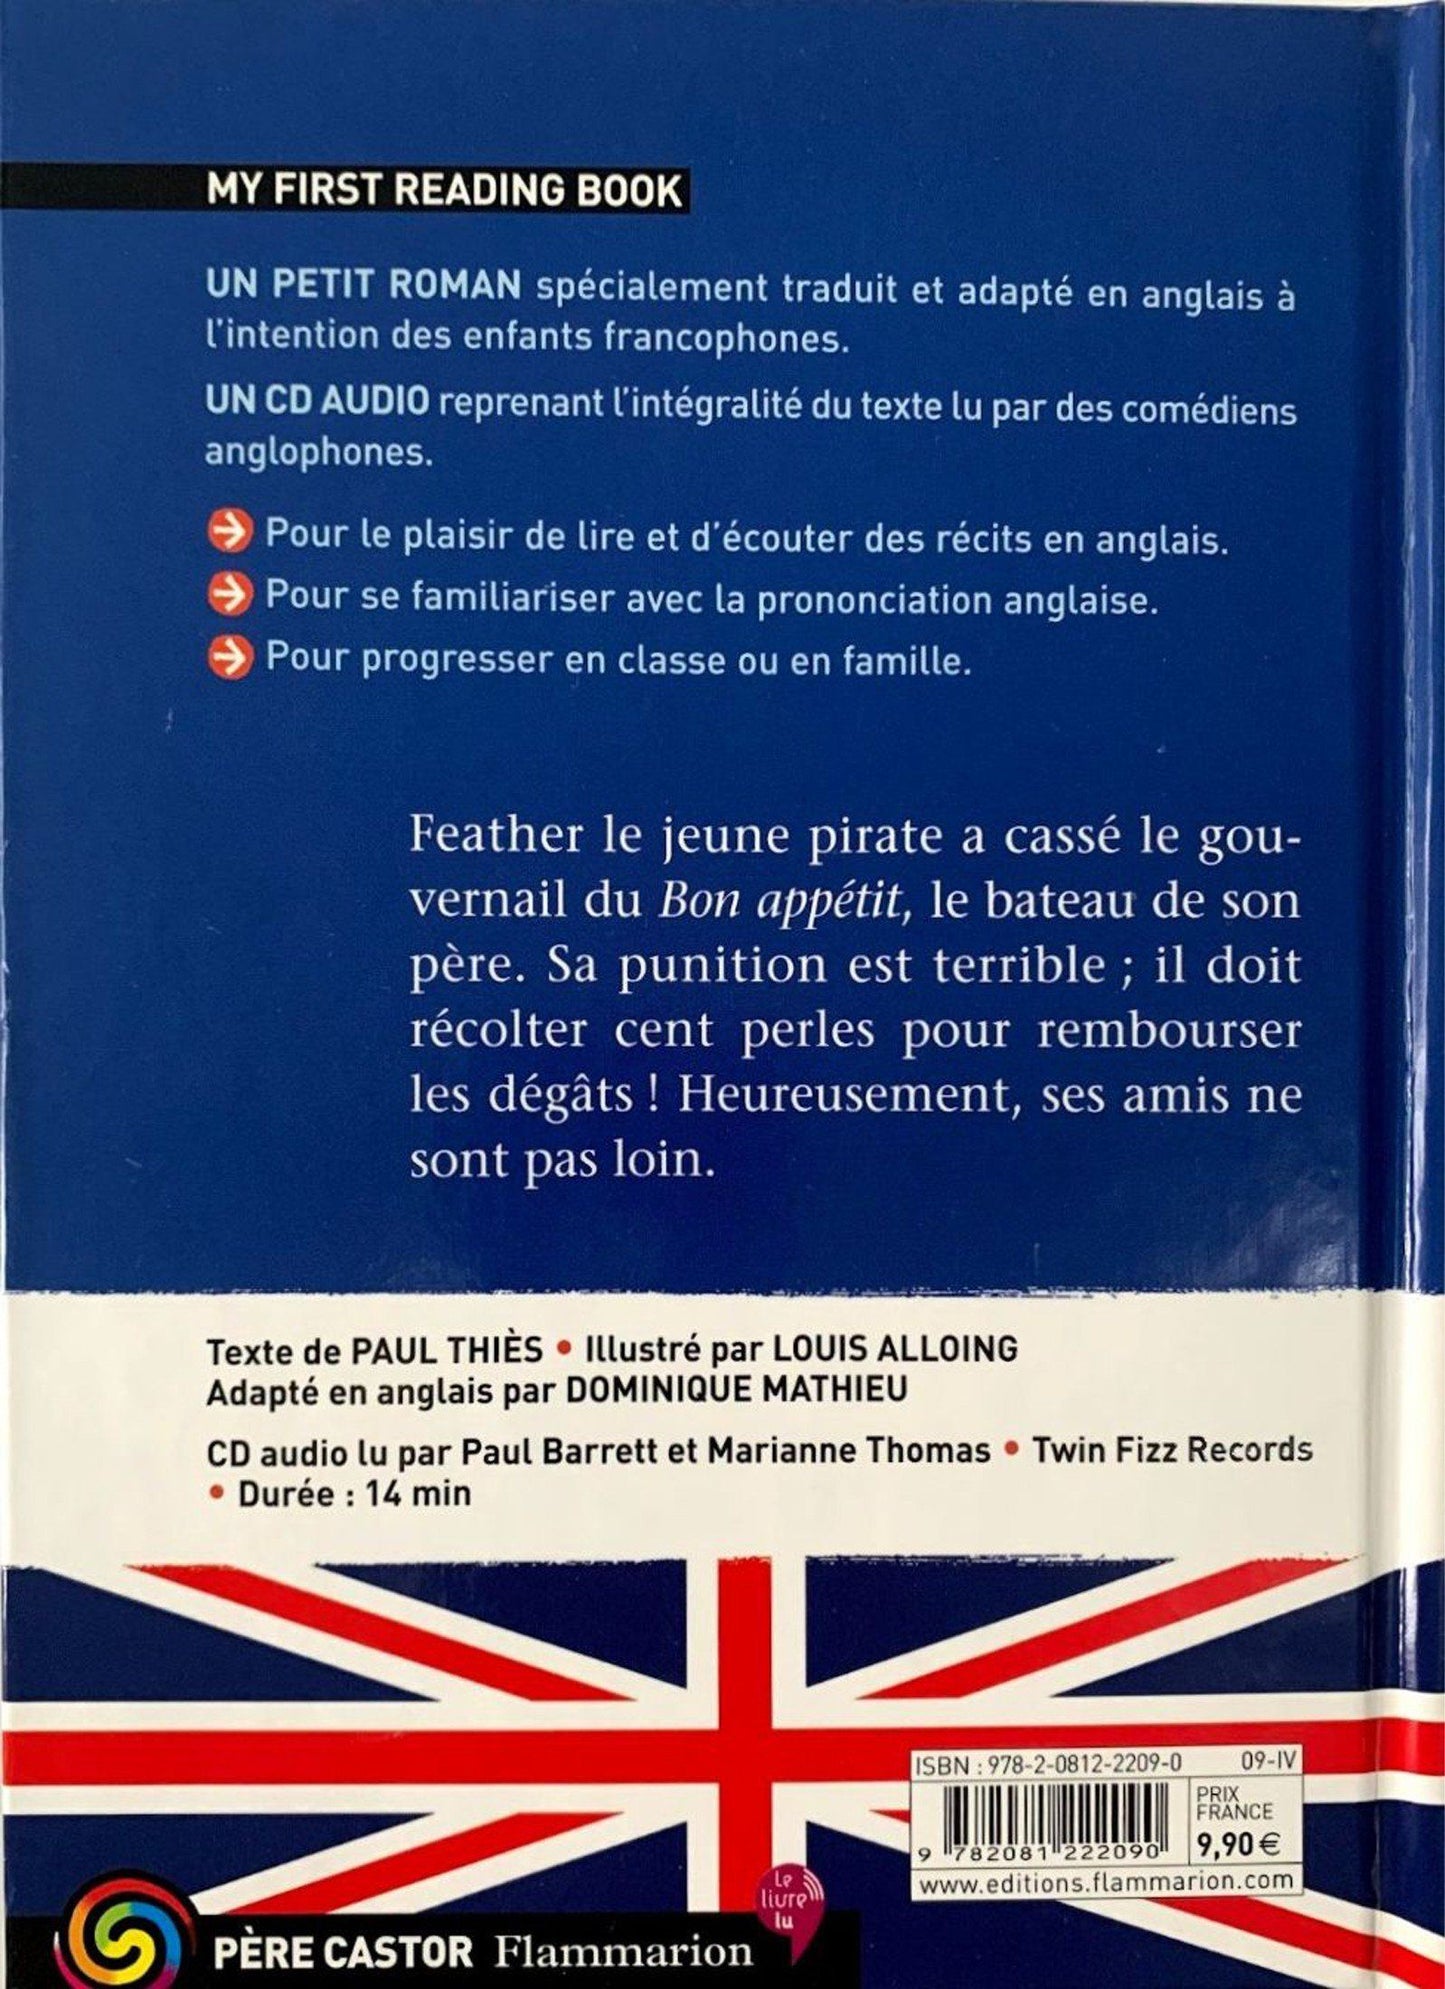 MY FIRST READING BOOK
UN PETIT ROMAN spécialement traduit et adapté en anglais à
l'intention des enfants francophones.
UN CD AUDIO reprenant l'intégralité du texte lu par des comédiens
anglophones.
Pour le plaisir de lire et d'écouter des récits en anglais.
Pour se familiariser avec la prononciation anglaise.
Pour progresser en classe ou en famille.
Feather le jeune pirate a cassé le gou-
vernail du Bon appétit, le bateau de son
père. Sa punition est terrible ; il doit
récolter cent perles pour rembourser
les dégâts ! Heureusement, ses amis ne
sont pas loin.
Texte de PAUL THIÈS • Illustré par LOUIS ALLOING
Adapté en anglais par DOMINIQUE MATHIEU
CD audio lu par Paul Barrett et Marianne Thomas • Twin Fizz Records
• Durée : 14 min
ISBN : 978-2-0812-2209-0 09-IV
PRIX
FRANCE
9,90 €
9 782081 222090
www.editions.flammarion.com
Le
livre
lu
PÈRE CASTOR Flammarion